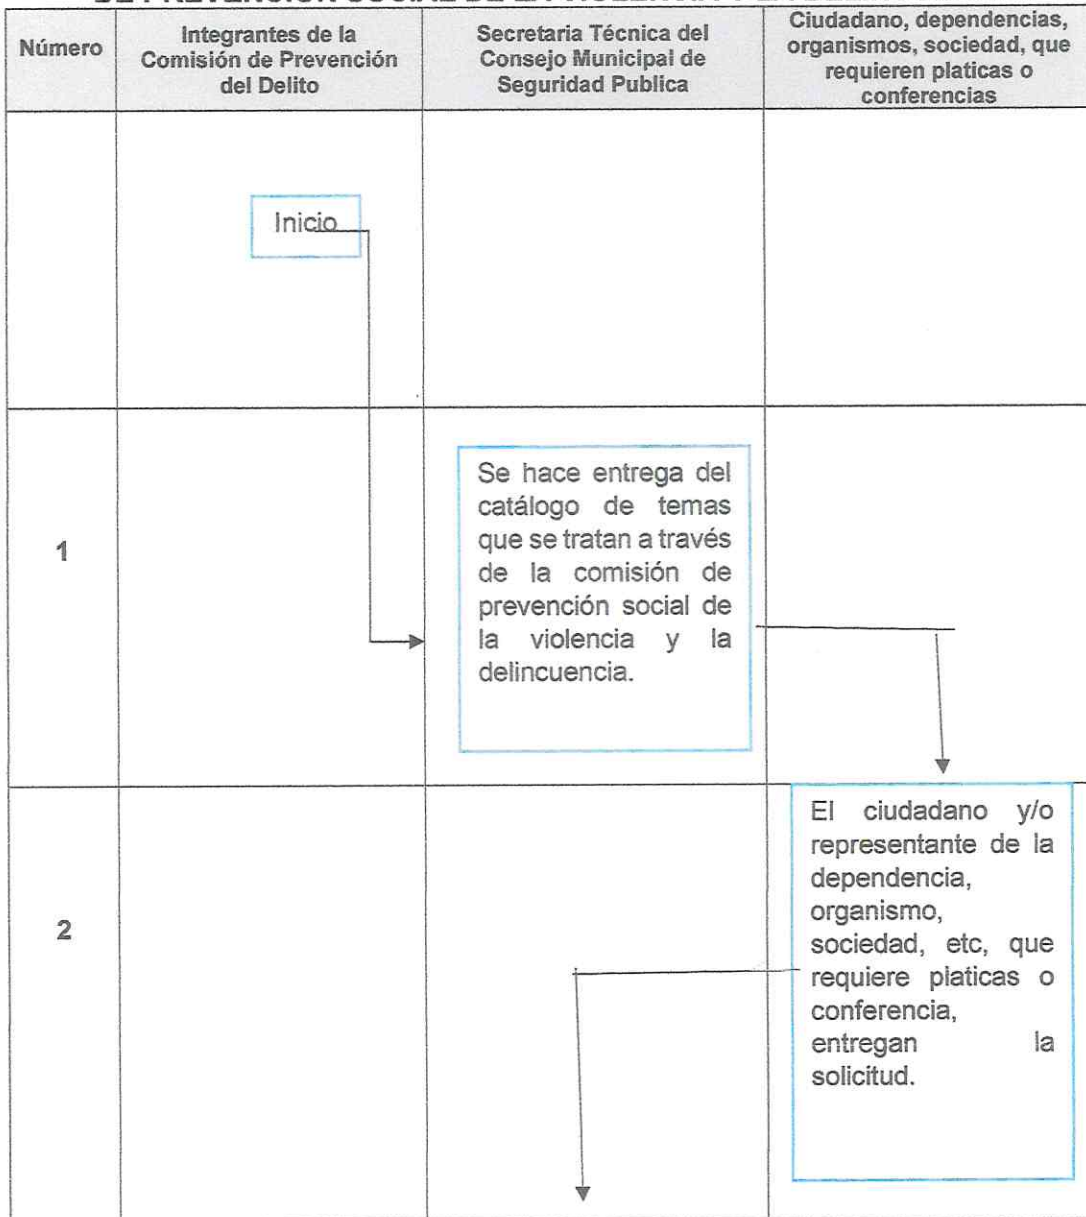 Número
Integrantes de la
Comisión de Prevención
del Delito
Secretaria Técnica del
Consejo Municipal de
Seguridad Publica
Ciudadano, dependencias,
organismos, sociedad, que
requieren platicas o
conferencias
Inicio
1
Se hace entrega del
catálogo de temas
que se tratan a través
de la comisión de
prevención social de
la violencia y la
delincuencia.
2
El ciudadano y/o
representante de la
dependencia,
organismo,
sociedad, etc, que
requiere platicas o
conferencia,
entregan la
solicitud.